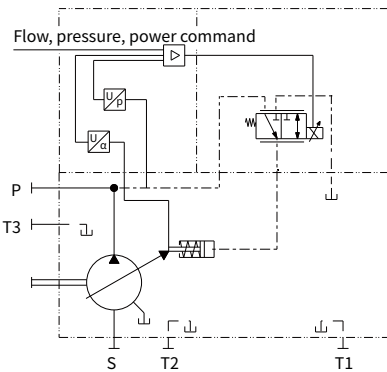 Flow, pressure, power command
U
p
U
α
P
T3
S
T2
T1